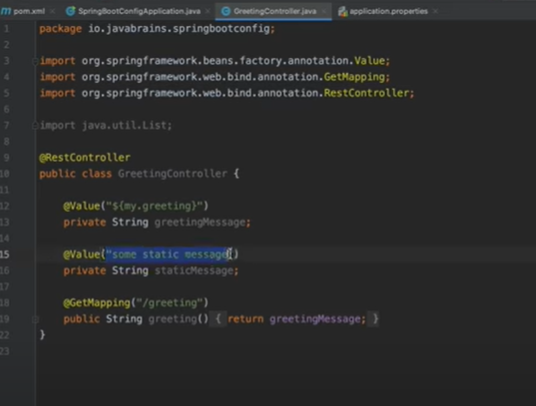 pom.xml SpringBootConfigApplication.java GreetingController.java application.properties
1 package io.javabrains.springbootconfig;
2
3 import org.springframework.beans.factory.annotation.Value;
4 import org.springframework.web.bind.annotation.GetMapping;
5 import org.springframework.web.bind.annotation.RestController;
6
7 import java.util.List;
8
9 @RestController
10 public class GreetingController {
11
12 @Value("${my.greeting}")
13 private String greetingMessage;
14
15 @Value("some static message")
16 private String staticMessage;
17
18 @GetMapping("/greeting")
19 public String greeting() { return greetingMessage; }
22 }
23